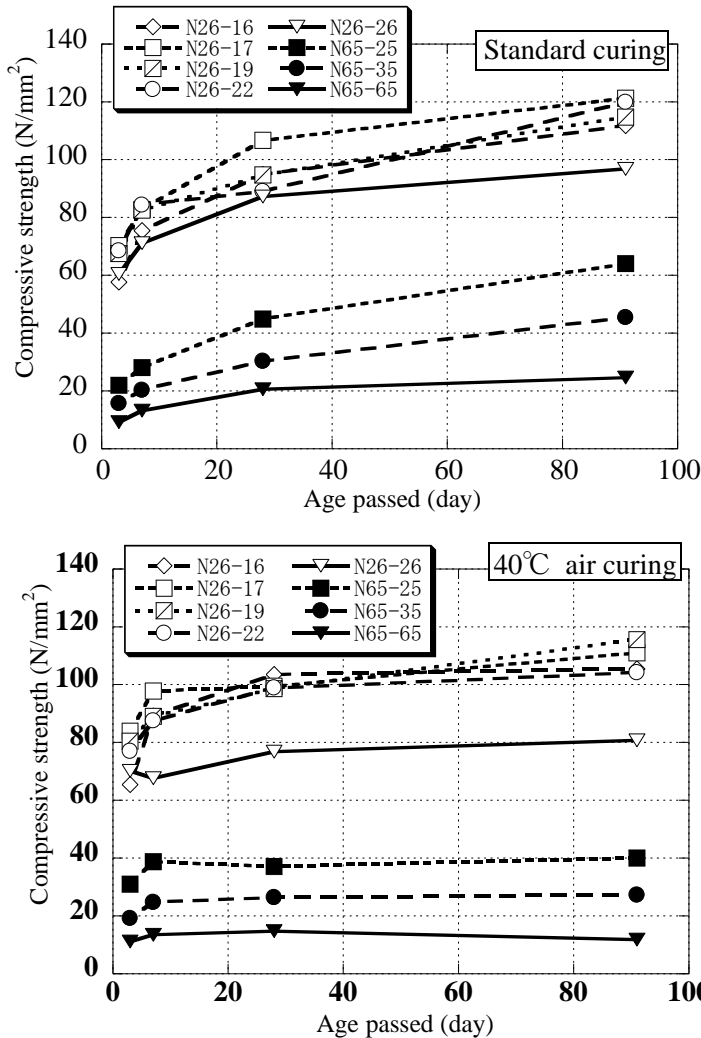 N26-16 N26-26
N26-17 N65-25
N26-19 N65-35
N26-22 N65-65
Standard curing
140
120
100
80
60
40
20
0
Compressive strength (N/mm²)
0 20 40 60 80 100
Age passed (day)
N26-16 N26-26
N26-17 N65-25
N26-19 N65-35
N26-22 N65-65
40℃ air curing
140
120
100
80
60
40
20
0
Compressive strength (N/mm²)
0 20 40 60 80 100
Age passed (day)